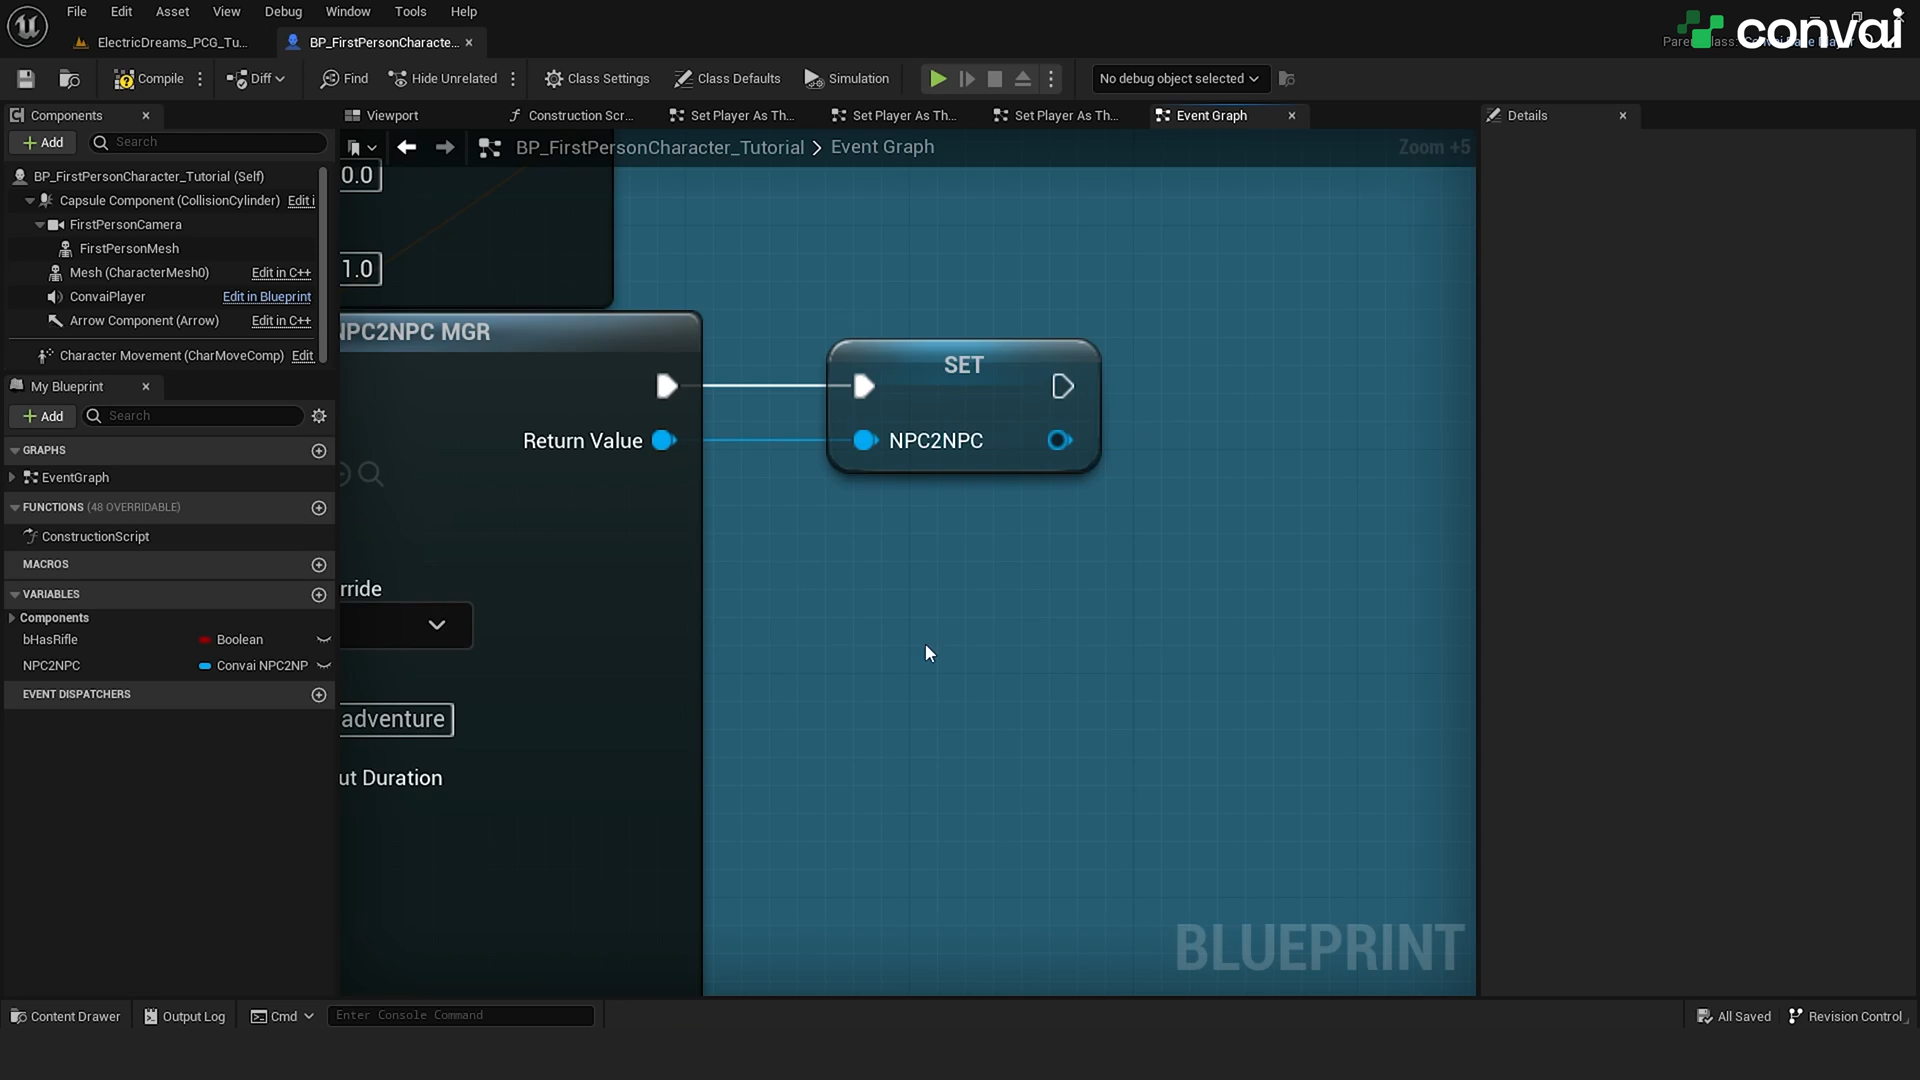 File Edit View Asset Debug Window Tools Help
ElectricDreams_PCG_Tu...
BP_FirstPersonCharacte...
convai
Compile
Diff
Find
Hide Unrelated
Class Settings
Class Defaults
Simulation
No debug object selected
Components
Viewport
Construction Scr...
Set Player As Th...
Set Player As Th...
Set Player As Th...
Event Graph
Details
Add
Search
BP_FirstPersonCharacter_Tutorial > Event Graph
Zoom +5
BP_FirstPersonCharacter_Tutorial (Self)
Capsule Component (CollisionCylinder) Edit i
FirstPersonCamera
FirstPersonMesh
Mesh (CharacterMesh0) Edit in C++
ConvaiPlayer Edit in Blueprint
Arrow Component (Arrow) Edit in C++
Character Movement (CharMoveComp) Edit
My Blueprint
Add
Search
GRAPHS
EventGraph
FUNCTIONS (48 OVERRIDABLE)
ConstructionScript
MACROS
VARIABLES
Components
bHasRifle Boolean
NPC2NPC Convai NPC2NP
EVENT DISPATCHERS
0.0
1.0
NPC2NPC MGR
Return Value
rride
adventure
ut Duration
SET
NPC2NPC
BLUEPRINT
Content Drawer
Output Log
Cmd
Enter Console Command
All Saved
Revision Control